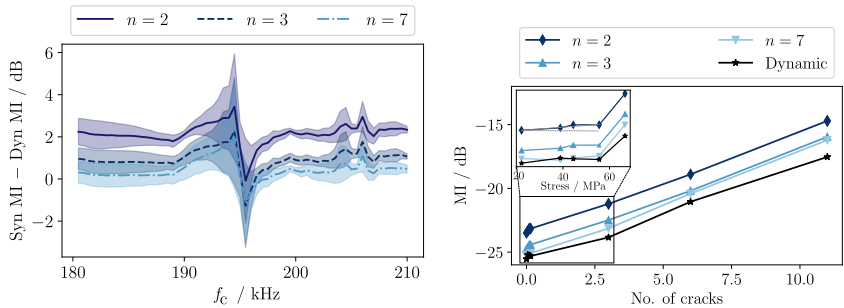 n = 2 n = 3 n = 7
6
4
2
0
−2
Syn MI − Dyn MI / dB
180 190 200 210
f_c / kHz
n = 2 n = 7
n = 3 Dynamic
−15
−20
−25
MI / dB
20 40 60
Stress / MPa
0.0 2.5 5.0 7.5 10.0
No. of cracks